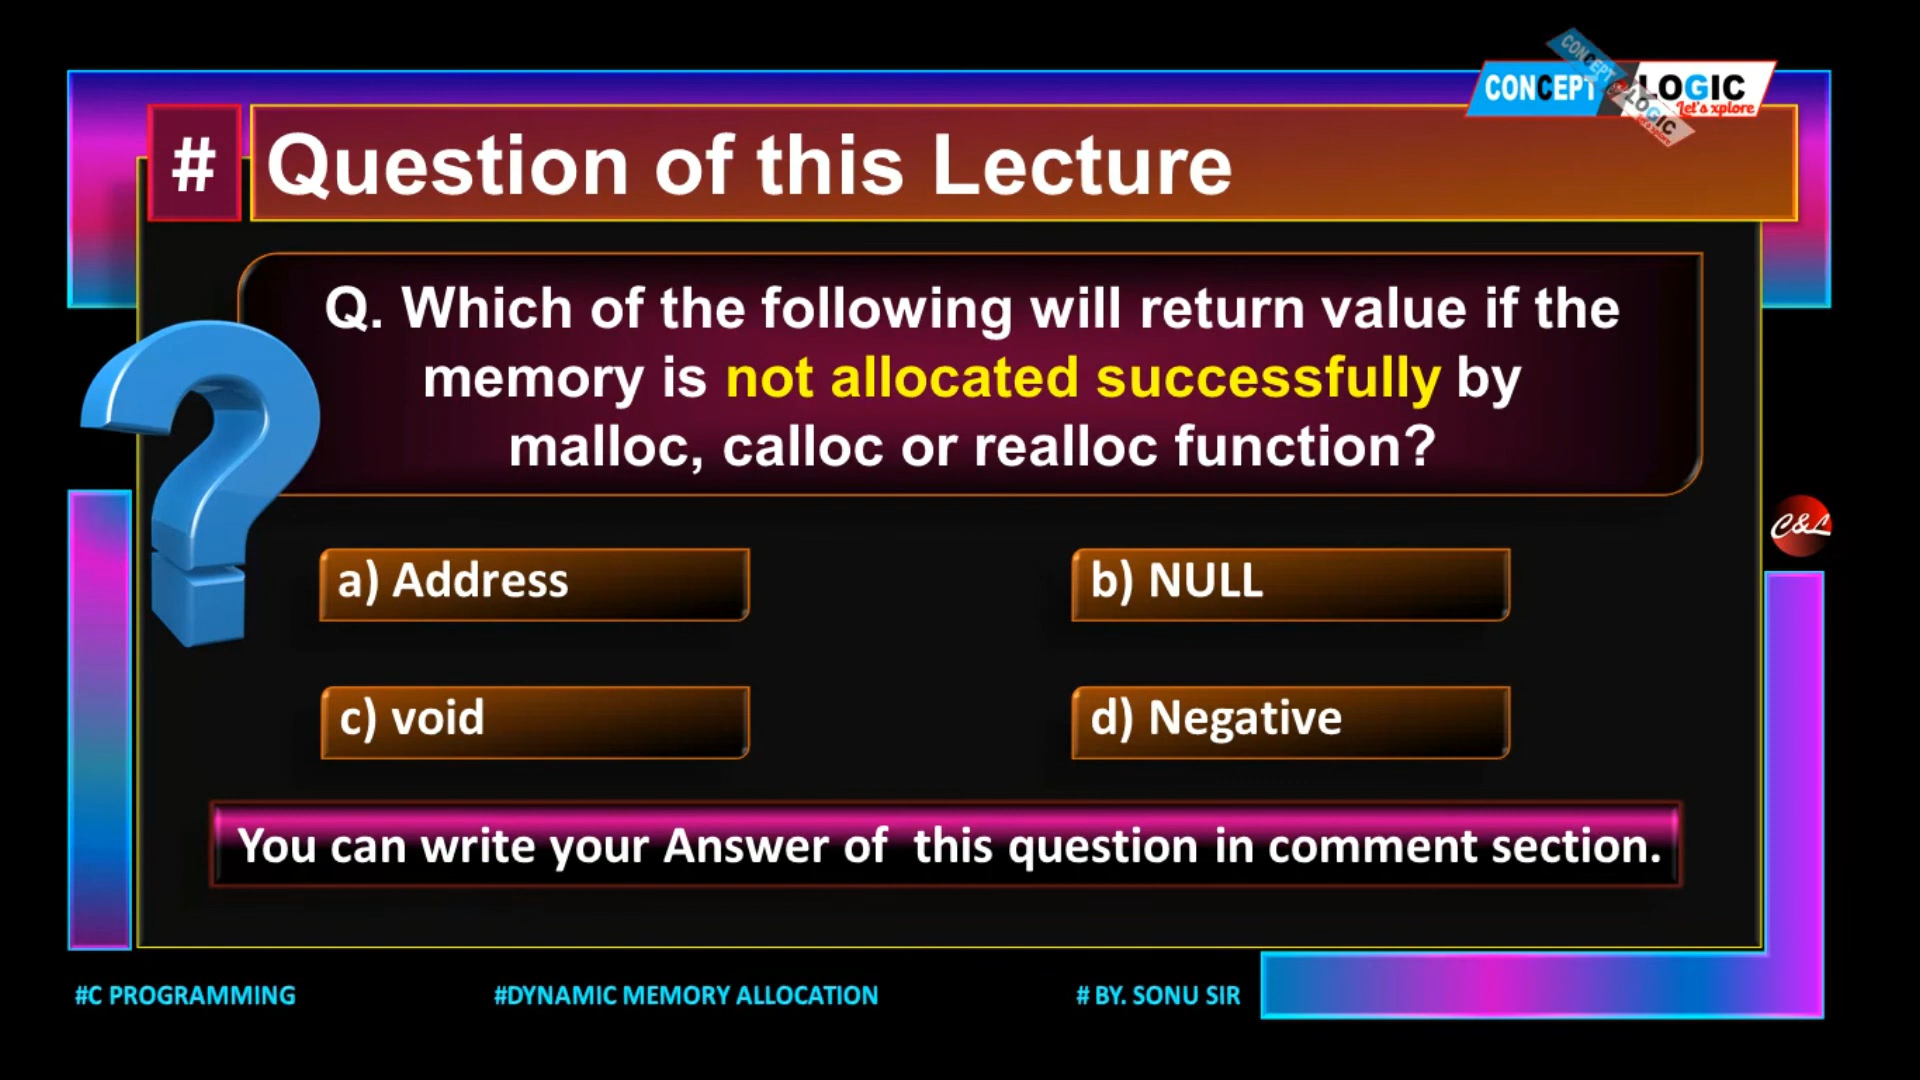 CONCEPT & LOGIC
Let's xplore
# Question of this Lecture
Q. Which of the following will return value if the
memory is not allocated successfully by
malloc, calloc or realloc function?
a) Address
b) NULL
C&L
c) void
d) Negative
You can write your Answer of this question in comment section.
#C PROGRAMMING
#DYNAMIC MEMORY ALLOCATION
# BY. SONU SIR